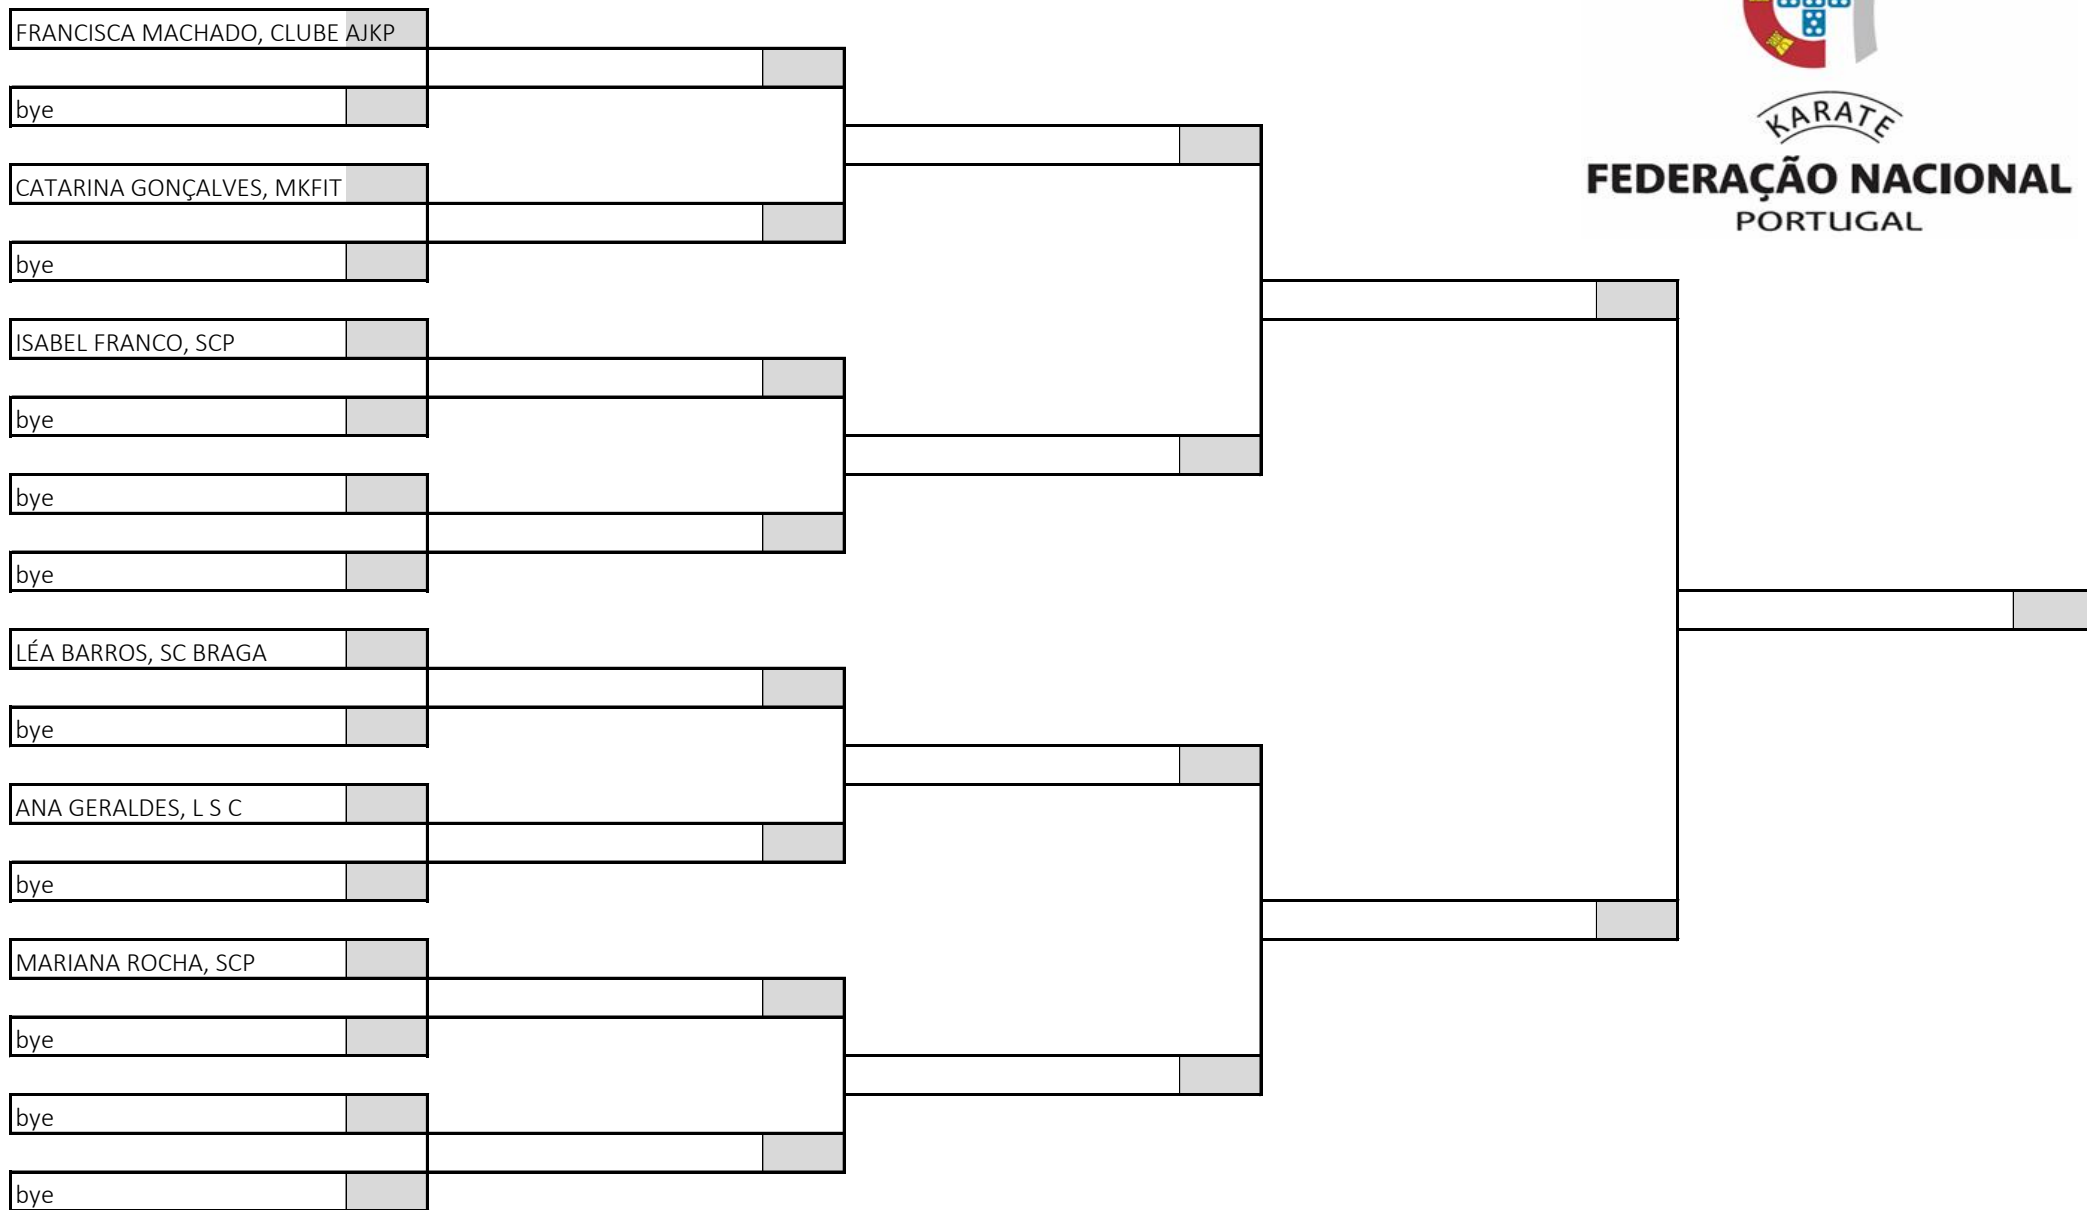 FRANCISCA MACHADO, CLUBE AJKP
bye
CATARINA GONÇALVES, MKFIT
bye
ISABEL FRANCO, SCP
bye
bye
bye
LÉA BARROS, SC BRAGA
bye
ANA GERALDES, L S C
bye
MARIANA ROCHA, SCP
bye
bye
bye
KARATE
FEDERAÇÃO NACIONAL
PORTUGAL